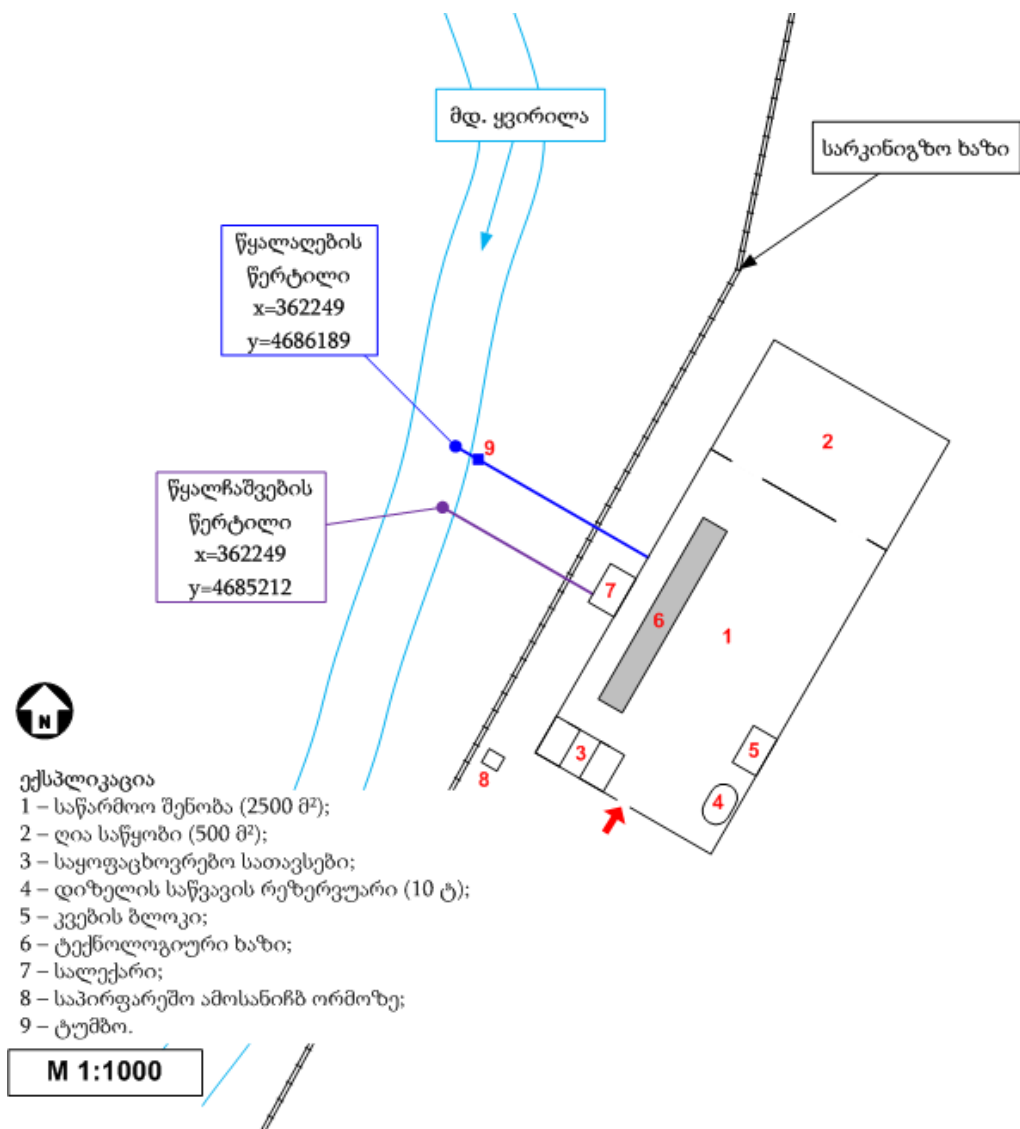 მდ. ყვირილა
სარკინიგზო ხაზი
წყალაღების
წერტილი
x=362249
y=4686189
9
2
წყალჩაშვების
წერტილი
x=362249
y=4685212
7
6
1
3
5
8
4
N
ექსპლიკაცია
1 – საწარმოო შენობა (2500 მ²);
2 – ღია საწყობი (500 მ²);
3 – საყოფაცხოვრებო სათავსები;
4 – დიზელის საწვავის რეზერვუარი (10 ტ);
5 – კვების ბლოკი;
6 – ტექნოლოგიური ხაზი;
7 – სალექარი;
8 – საპირფარეშო ამოსანიჩბ ორმოზე;
9 – ტუმბო.
M 1:1000